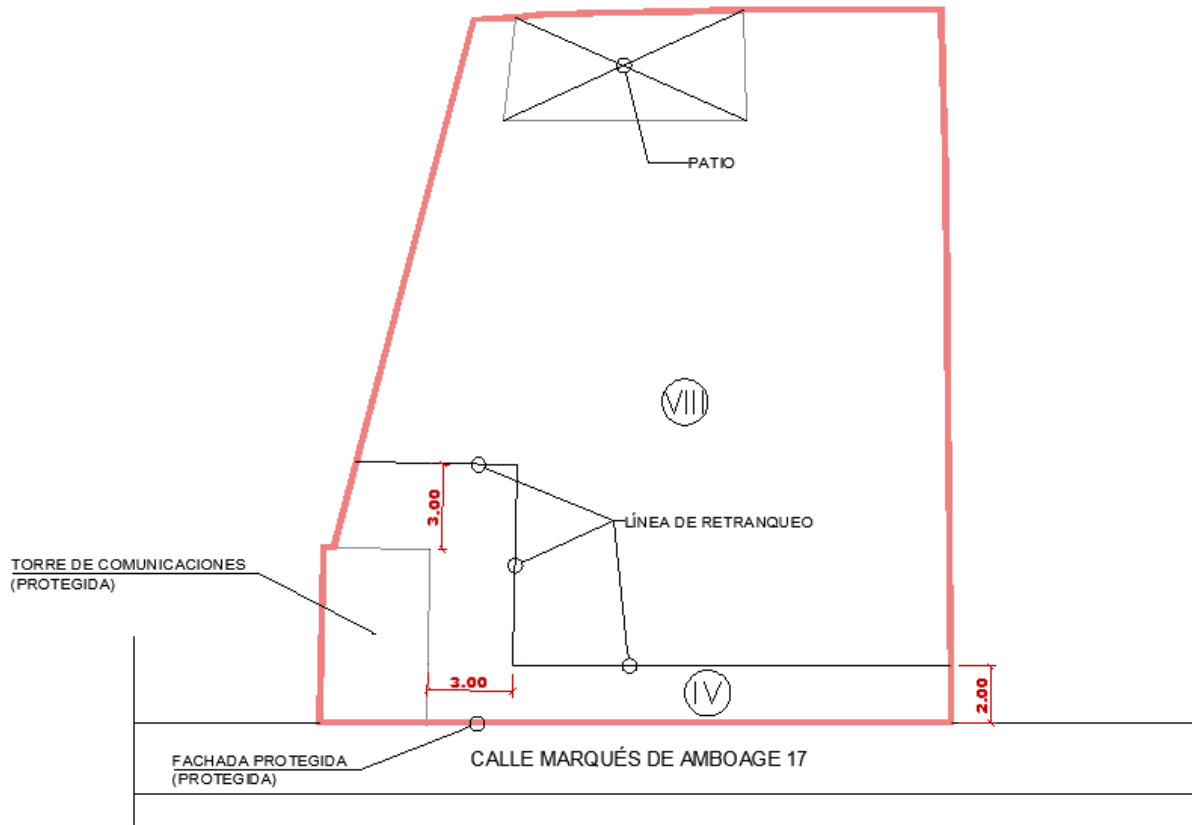 PATIO
VIII
3.00
LÍNEA DE RETRANQUEO
TORRE DE COMUNICACIONES
(PROTEGIDA)
3.00
IV
2.00
FACHADA PROTEGIDA
(PROTEGIDA)
CALLE MARQUÉS DE AMBOAGE 17